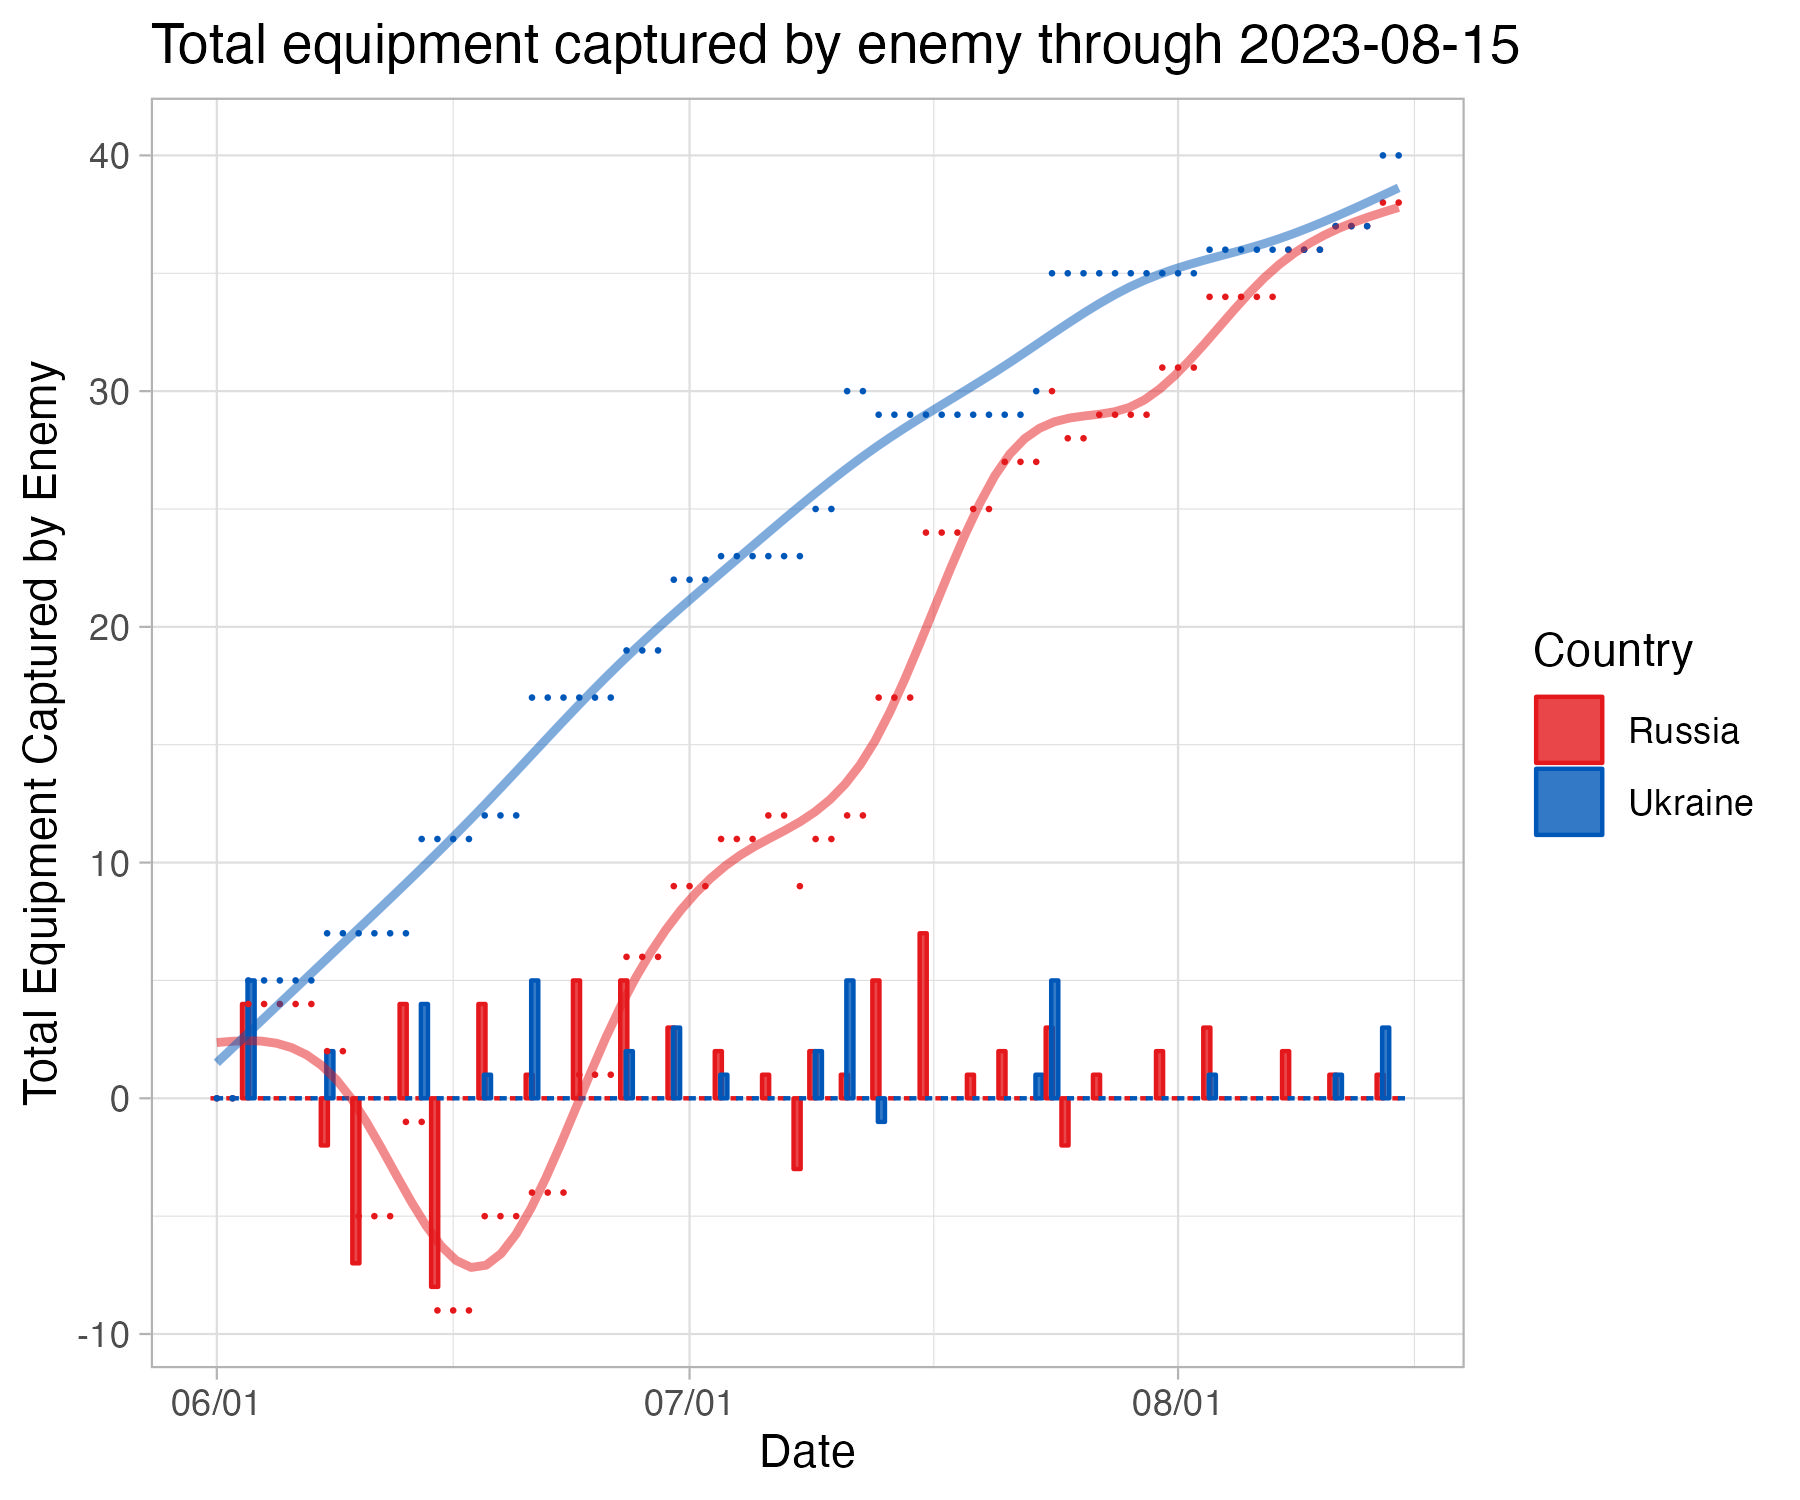 Total equipment captured by enemy through 2023-08-15
Total Equipment Captured by Enemy
40
30
20
10
0
-10
06/01
07/01
08/01
Date
Country
Russia
Ukraine